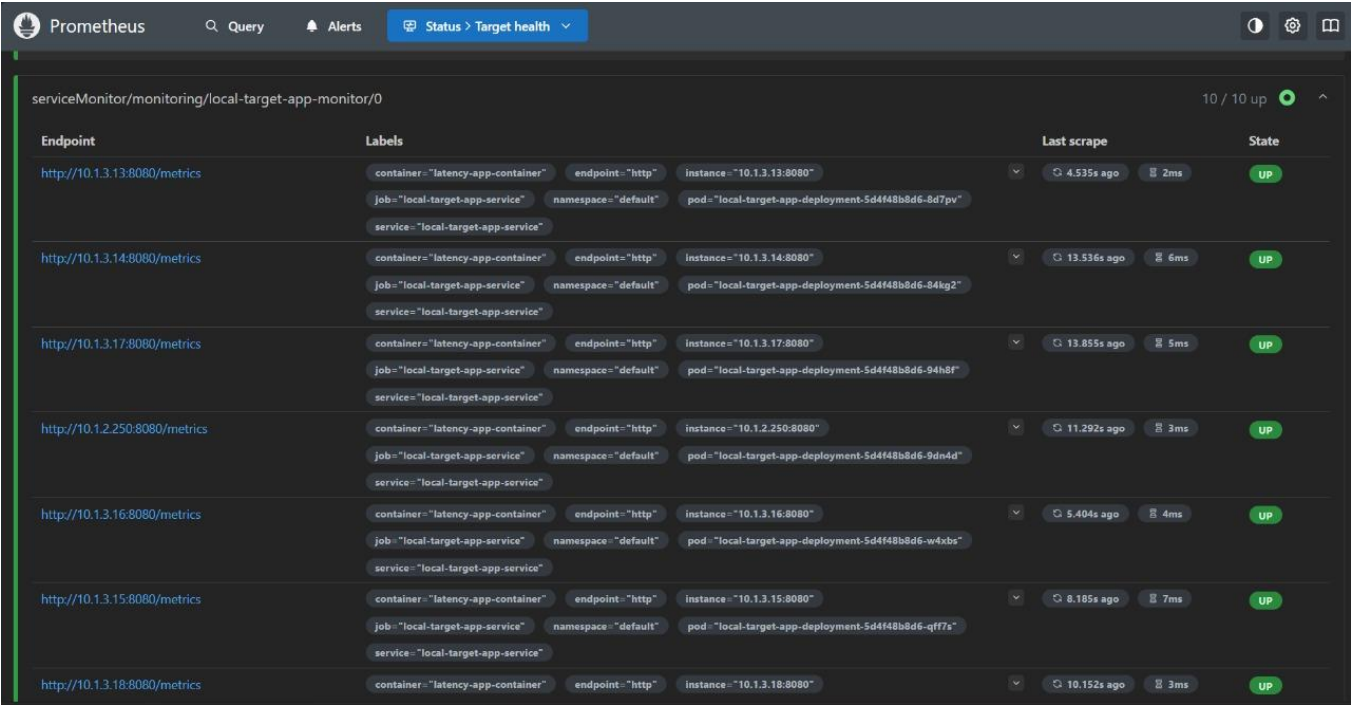 Prometheus Query Alerts Status > Target health
serviceMonitor/monitoring/local-target-app-monitor/0 10 / 10 up
Endpoint Labels Last scrape State
http://10.1.3.13:8080/metrics container="latency-app-container" endpoint="http" instance="10.1.3.13:8080" 4.535s ago 2ms UP
job="local-target-app-service" namespace="default" pod="local-target-app-deployment-5d4f48b8d6-8d7pv"
service="local-target-app-service"
http://10.1.3.14:8080/metrics container="latency-app-container" endpoint="http" instance="10.1.3.14:8080" 13.536s ago 6ms UP
job="local-target-app-service" namespace="default" pod="local-target-app-deployment-5d4f48b8d6-84kg2"
service="local-target-app-service"
http://10.1.3.17:8080/metrics container="latency-app-container" endpoint="http" instance="10.1.3.17:8080" 13.855s ago 5ms UP
job="local-target-app-service" namespace="default" pod="local-target-app-deployment-5d4f48b8d6-94h8f"
service="local-target-app-service"
http://10.1.2.250:8080/metrics container="latency-app-container" endpoint="http" instance="10.1.2.250:8080" 11.292s ago 3ms UP
job="local-target-app-service" namespace="default" pod="local-target-app-deployment-5d4f48b8d6-9dn4d"
service="local-target-app-service"
http://10.1.3.16:8080/metrics container="latency-app-container" endpoint="http" instance="10.1.3.16:8080" 5.404s ago 4ms UP
job="local-target-app-service" namespace="default" pod="local-target-app-deployment-5d4f48b8d6-w4xbs"
service="local-target-app-service"
http://10.1.3.15:8080/metrics container="latency-app-container" endpoint="http" instance="10.1.3.15:8080" 8.185s ago 7ms UP
job="local-target-app-service" namespace="default" pod="local-target-app-deployment-5d4f48b8d6-qff7s"
service="local-target-app-service"
http://10.1.3.18:8080/metrics container="latency-app-container" endpoint="http" instance="10.1.3.18:8080" 10.152s ago 3ms UP